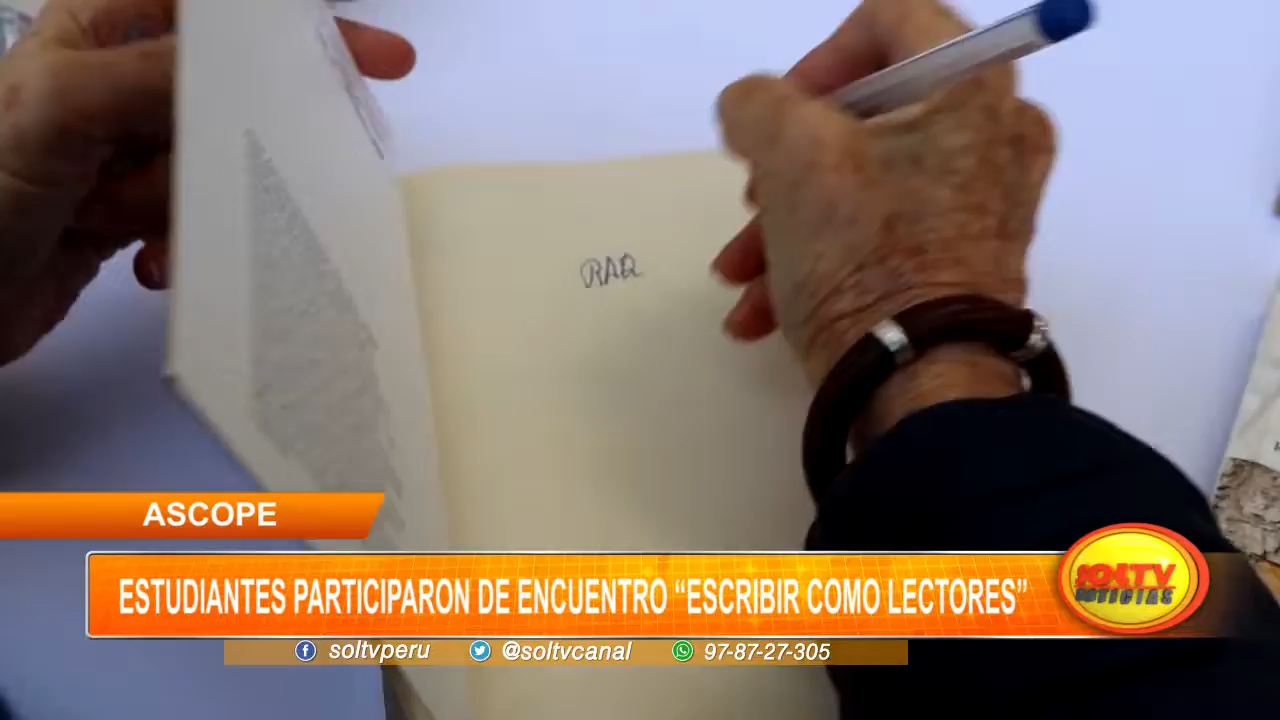 RAQ
ASCOPE
ESTUDIANTES PARTICIPARON DE ENCUENTRO “ESCRIBIR COMO LECTORES”
SOLTV
NOTICIAS
soltvperu @soltvcanal 97-87-27-305